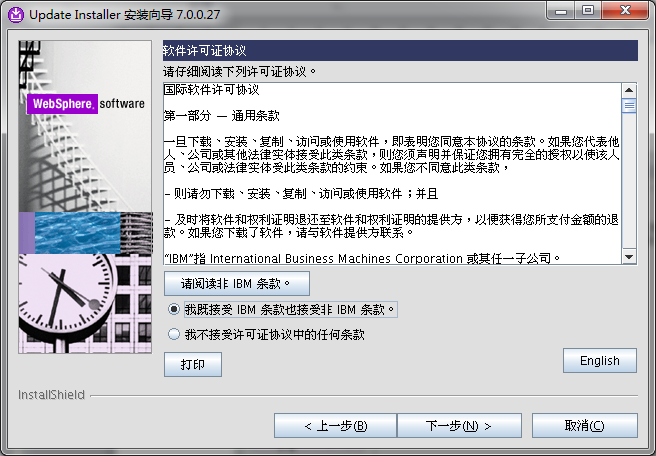 Update Installer 安装向导 7.0.0.27
WebSphere. software
软件许可证协议
请仔细阅读下列许可证协议。
国际软件许可协议
第一部分 — 通用条款
一旦下载、安装、复制、访问或使用软件，即表明您同意本协议的条款。如果您代表他
人、公司或其他法律实体接受此类条款，则您须声明并保证您拥有完全的授权以使该人
员、公司或法律实体受此类条款的约束。如果您不同意此类条款，
– 则请勿下载、安装、复制、访问或使用软件；并且
– 及时将软件和权利证明退还至软件和权利证明的提供方，以便获得您所支付金额的退
款。如果您下载了软件，请与软件提供方联系。
“IBM”指 International Business Machines Corporation 或其任一子公司。
请阅读非 IBM 条款。
我既接受 IBM 条款也接受非 IBM 条款。
我不接受许可证协议中的任何条款
打印
English
InstallShield
< 上一步(B)
下一步(N) >
取消(C)